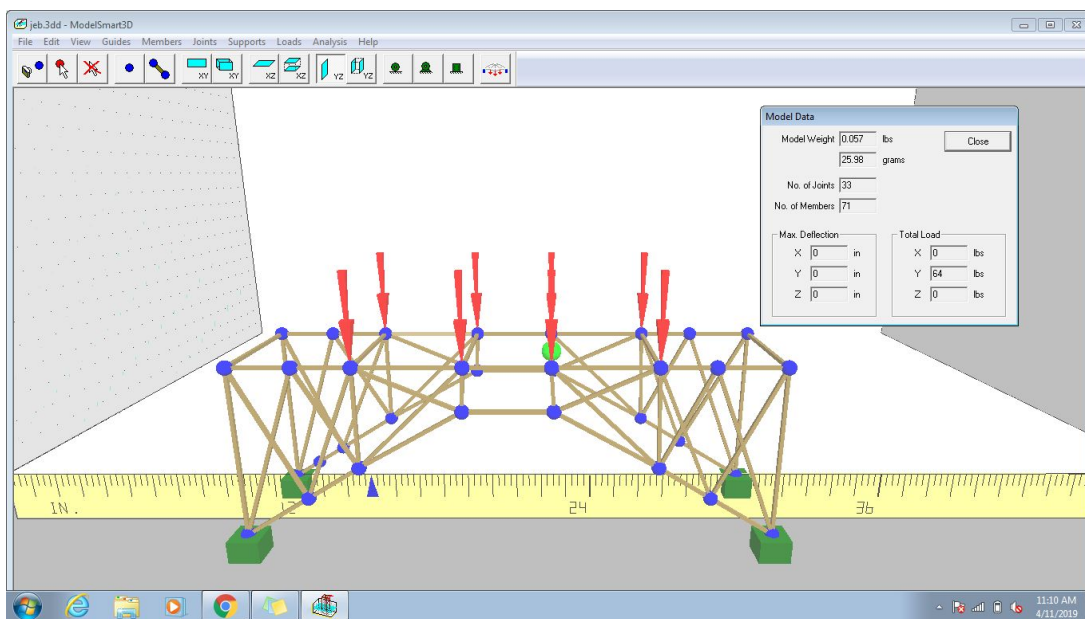 jeb.3dd - ModelSmart3D
File Edit View Guides Members Joints Supports Loads Analysis Help
XY XY XZ XZ YZ YZ
Model Data
Model Weight 0.057 lbs
Close
25.98 grams
No. of Joints 33
No. of Members 71
Max. Deflection Total Load
X 0 in X 0 lbs
Y 0 in Y 64 lbs
Z 0 in Z 0 lbs
IN. 12 24 36
11:10 AM
4/11/2019